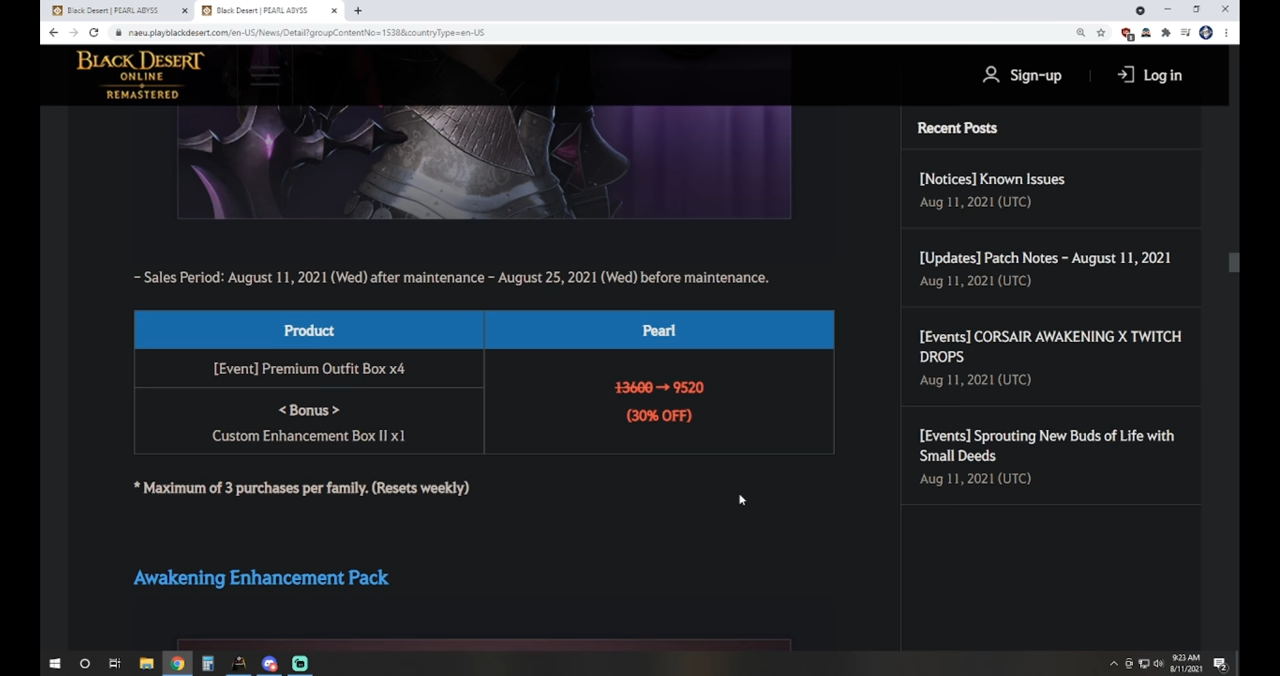 Black Desert | PEARL ABYSS
Black Desert | PEARL ABYSS
naeu.playblackdesert.com/en-US/News/Detail?groupContentNo=1538&countryType=en-US
BLACK DESERT
ONLINE
REMASTERED
Sign-up
Log in
Recent Posts
[Notices] Known Issues
Aug 11, 2021 (UTC)
[Updates] Patch Notes – August 11, 2021
Aug 11, 2021 (UTC)
[Events] CORSAIR AWAKENING X TWITCH
DROPS
Aug 11, 2021 (UTC)
[Events] Sprouting New Buds of Life with
Small Deeds
Aug 11, 2021 (UTC)
– Sales Period: August 11, 2021 (Wed) after maintenance – August 25, 2021 (Wed) before maintenance.
Product
Pearl
[Event] Premium Outfit Box x4
13600 → 9520
(30% OFF)
< Bonus >
Custom Enhancement Box II x1
* Maximum of 3 purchases per family. (Resets weekly)
Awakening Enhancement Pack
9:23 AM
8/11/2021